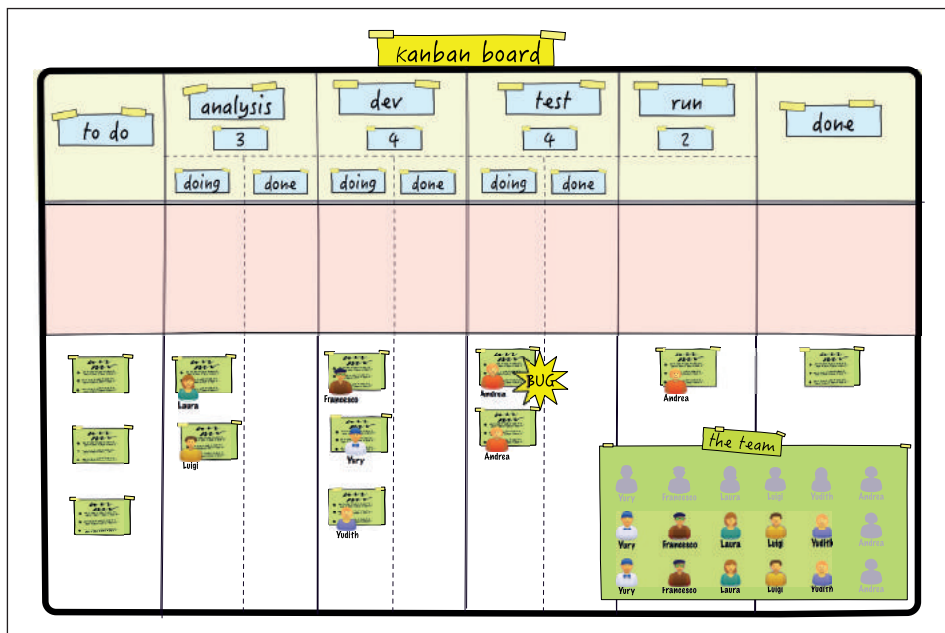 kanban board
to do
analysis
dev
test
run
done
3
4
4
2
doing
done
doing
done
doing
done
Laura
Francesco
Andrea
BUG
Andrea
Luigi
Yury
Andrea
Yudith
the team
Yury Francesco Laura Luigi Yudith Andrea
Yury Francesco Laura Luigi Yudith Andrea
Yury Francesco Laura Luigi Yudith Andrea